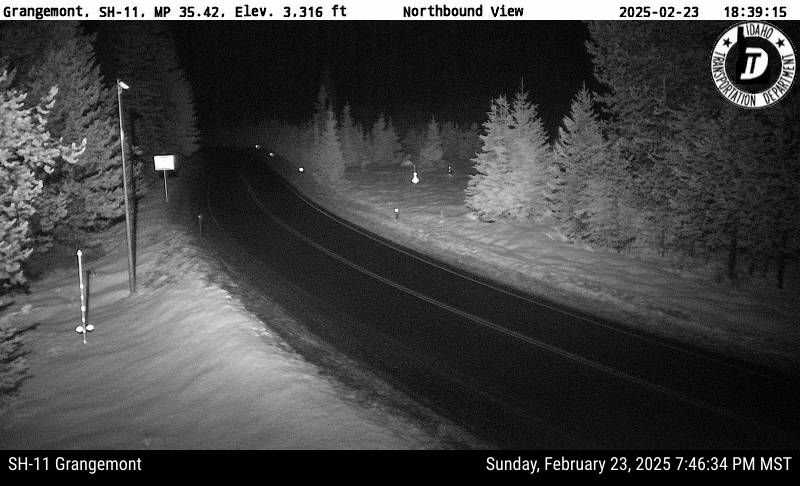 Grangemont, SH-11, MP 35.42, Elev. 3,316 ft Northbound View 2025-02-23 18:39:15
IDAHO
TRANSPORTATION DEPARTMENT
SH-11 Grangemont Sunday, February 23, 2025 7:46:34 PM MST